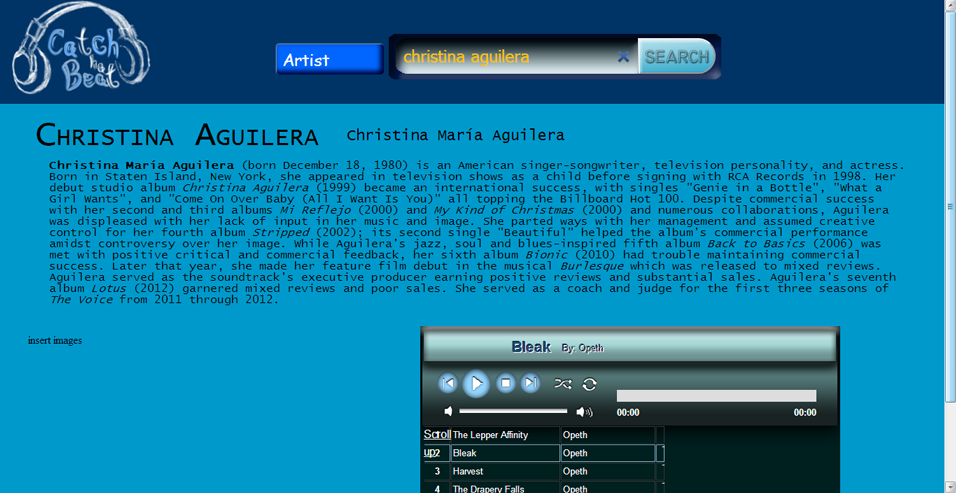 Catch
the
Beat
Artist
christina aguilera
SEARCH
Christina Aguilera Christina María Aguilera
Christina María Aguilera (born December 18, 1980) is an American singer-songwriter, television personality, and actress.
Born in Staten Island, New York, she appeared in television shows as a child before signing with RCA Records in 1998. Her
debut studio album Christina Aguilera (1999) became an international success, with singles "Genie in a Bottle", "What a
Girl Wants", and "Come On Over Baby (All I Want Is You)" all topping the Billboard Hot 100. Despite commercial success
with her second and third albums Mi Reflejo (2000) and My Kind of Christmas (2000) and numerous collaborations, Aguilera
was displeased with her lack of input in her music and image. She parted ways with her management and assumed creative
control for her fourth album Stripped (2002); its second single "Beautiful" helped the album's commercial performance
amidst controversy over her image. While Aguilera's jazz, soul and blues-inspired fifth album Back to Basics (2006) was
met with positive critical and commercial feedback, her sixth album Bionic (2010) had trouble maintaining commercial
success. Later that year, she made her feature film debut in the musical Burlesque which was released to mixed reviews.
Aguilera served as the soundtrack's executive producer earning positive reviews and substantial sales. Aguilera's seventh
album Lotus (2012) garnered mixed reviews and poor sales. She served as a coach and judge for the first three seasons of
The Voice from 2011 through 2012.
insert images
Bleak By: Opeth
00:00 00:00
Scroll The Lepper Affinity Opeth
up2 Bleak Opeth
3 Harvest Opeth
4 The Drapery Falls Opeth